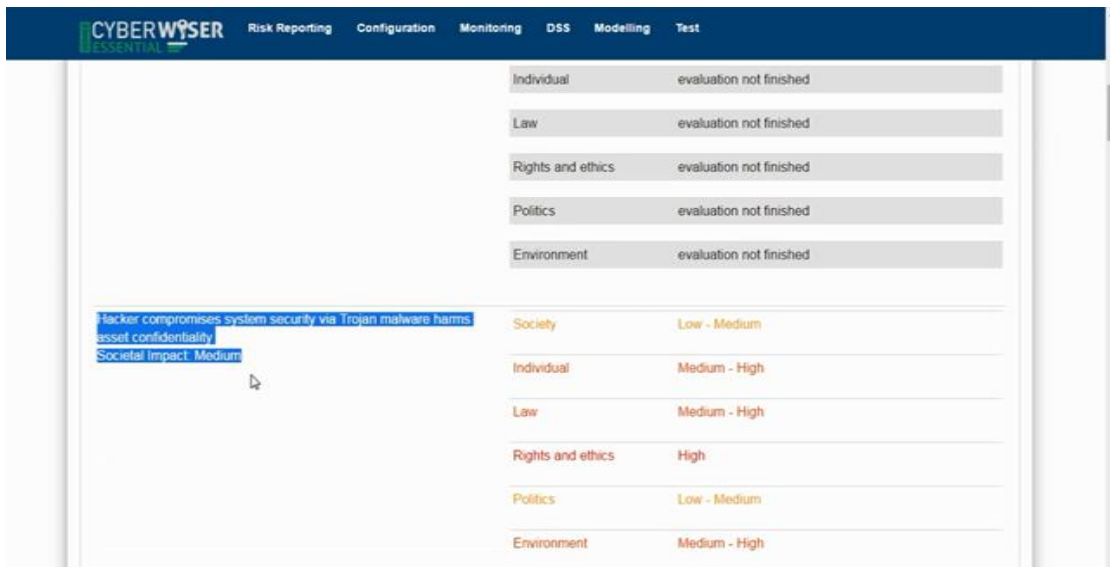 CYBERWISER Risk Reporting Configuration Monitoring DSS Modelling Test
ESSENTIAL
Individual evaluation not finished
Law evaluation not finished
Rights and ethics evaluation not finished
Politics evaluation not finished
Environment evaluation not finished
Hacker compromises system security via Trojan malware harms
asset confidentiality
Societal Impact: Medium
Society Low - Medium
Individual Medium - High
Law Medium - High
Rights and ethics High
Politics Low - Medium
Environment Medium - High